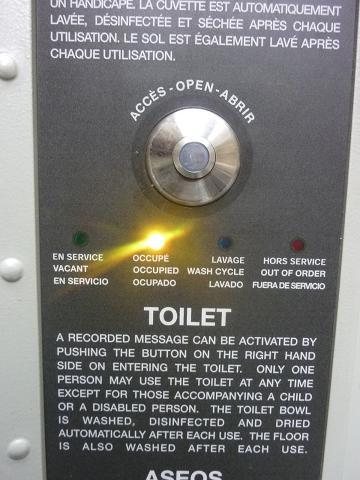 UN HANDICAPÉ. LA CUVETTE EST AUTOMATIQUEMENT
LAVÉE, DÉSINFECTÉE ET SÉCHÉE APRÈS CHAQUE
UTILISATION. LE SOL EST ÉGALEMENT LAVÉ APRÈS
CHAQUE UTILISATION.
ACCÈS - OPEN - ABRIR
EN SERVICE OCCUPÉ LAVAGE HORS SERVICE
VACANT OCCUPIED WASH CYCLE OUT OF ORDER
EN SERVICIO OCUPADO LAVADO FUERA DE SERVICIO
TOILET
A RECORDED MESSAGE CAN BE ACTIVATED BY
PUSHING THE BUTTON ON THE RIGHT HAND
SIDE ON ENTERING THE TOILET. ONLY ONE
PERSON MAY USE THE TOILET AT ANY TIME
EXCEPT FOR THOSE ACCOMPANYING A CHILD
OR A DISABLED PERSON. THE TOILET BOWL
IS WASHED, DISINFECTED AND DRIED
AUTOMATICALLY AFTER EACH USE. THE FLOOR
IS ALSO WASHED AFTER EACH USE.
ASEOS